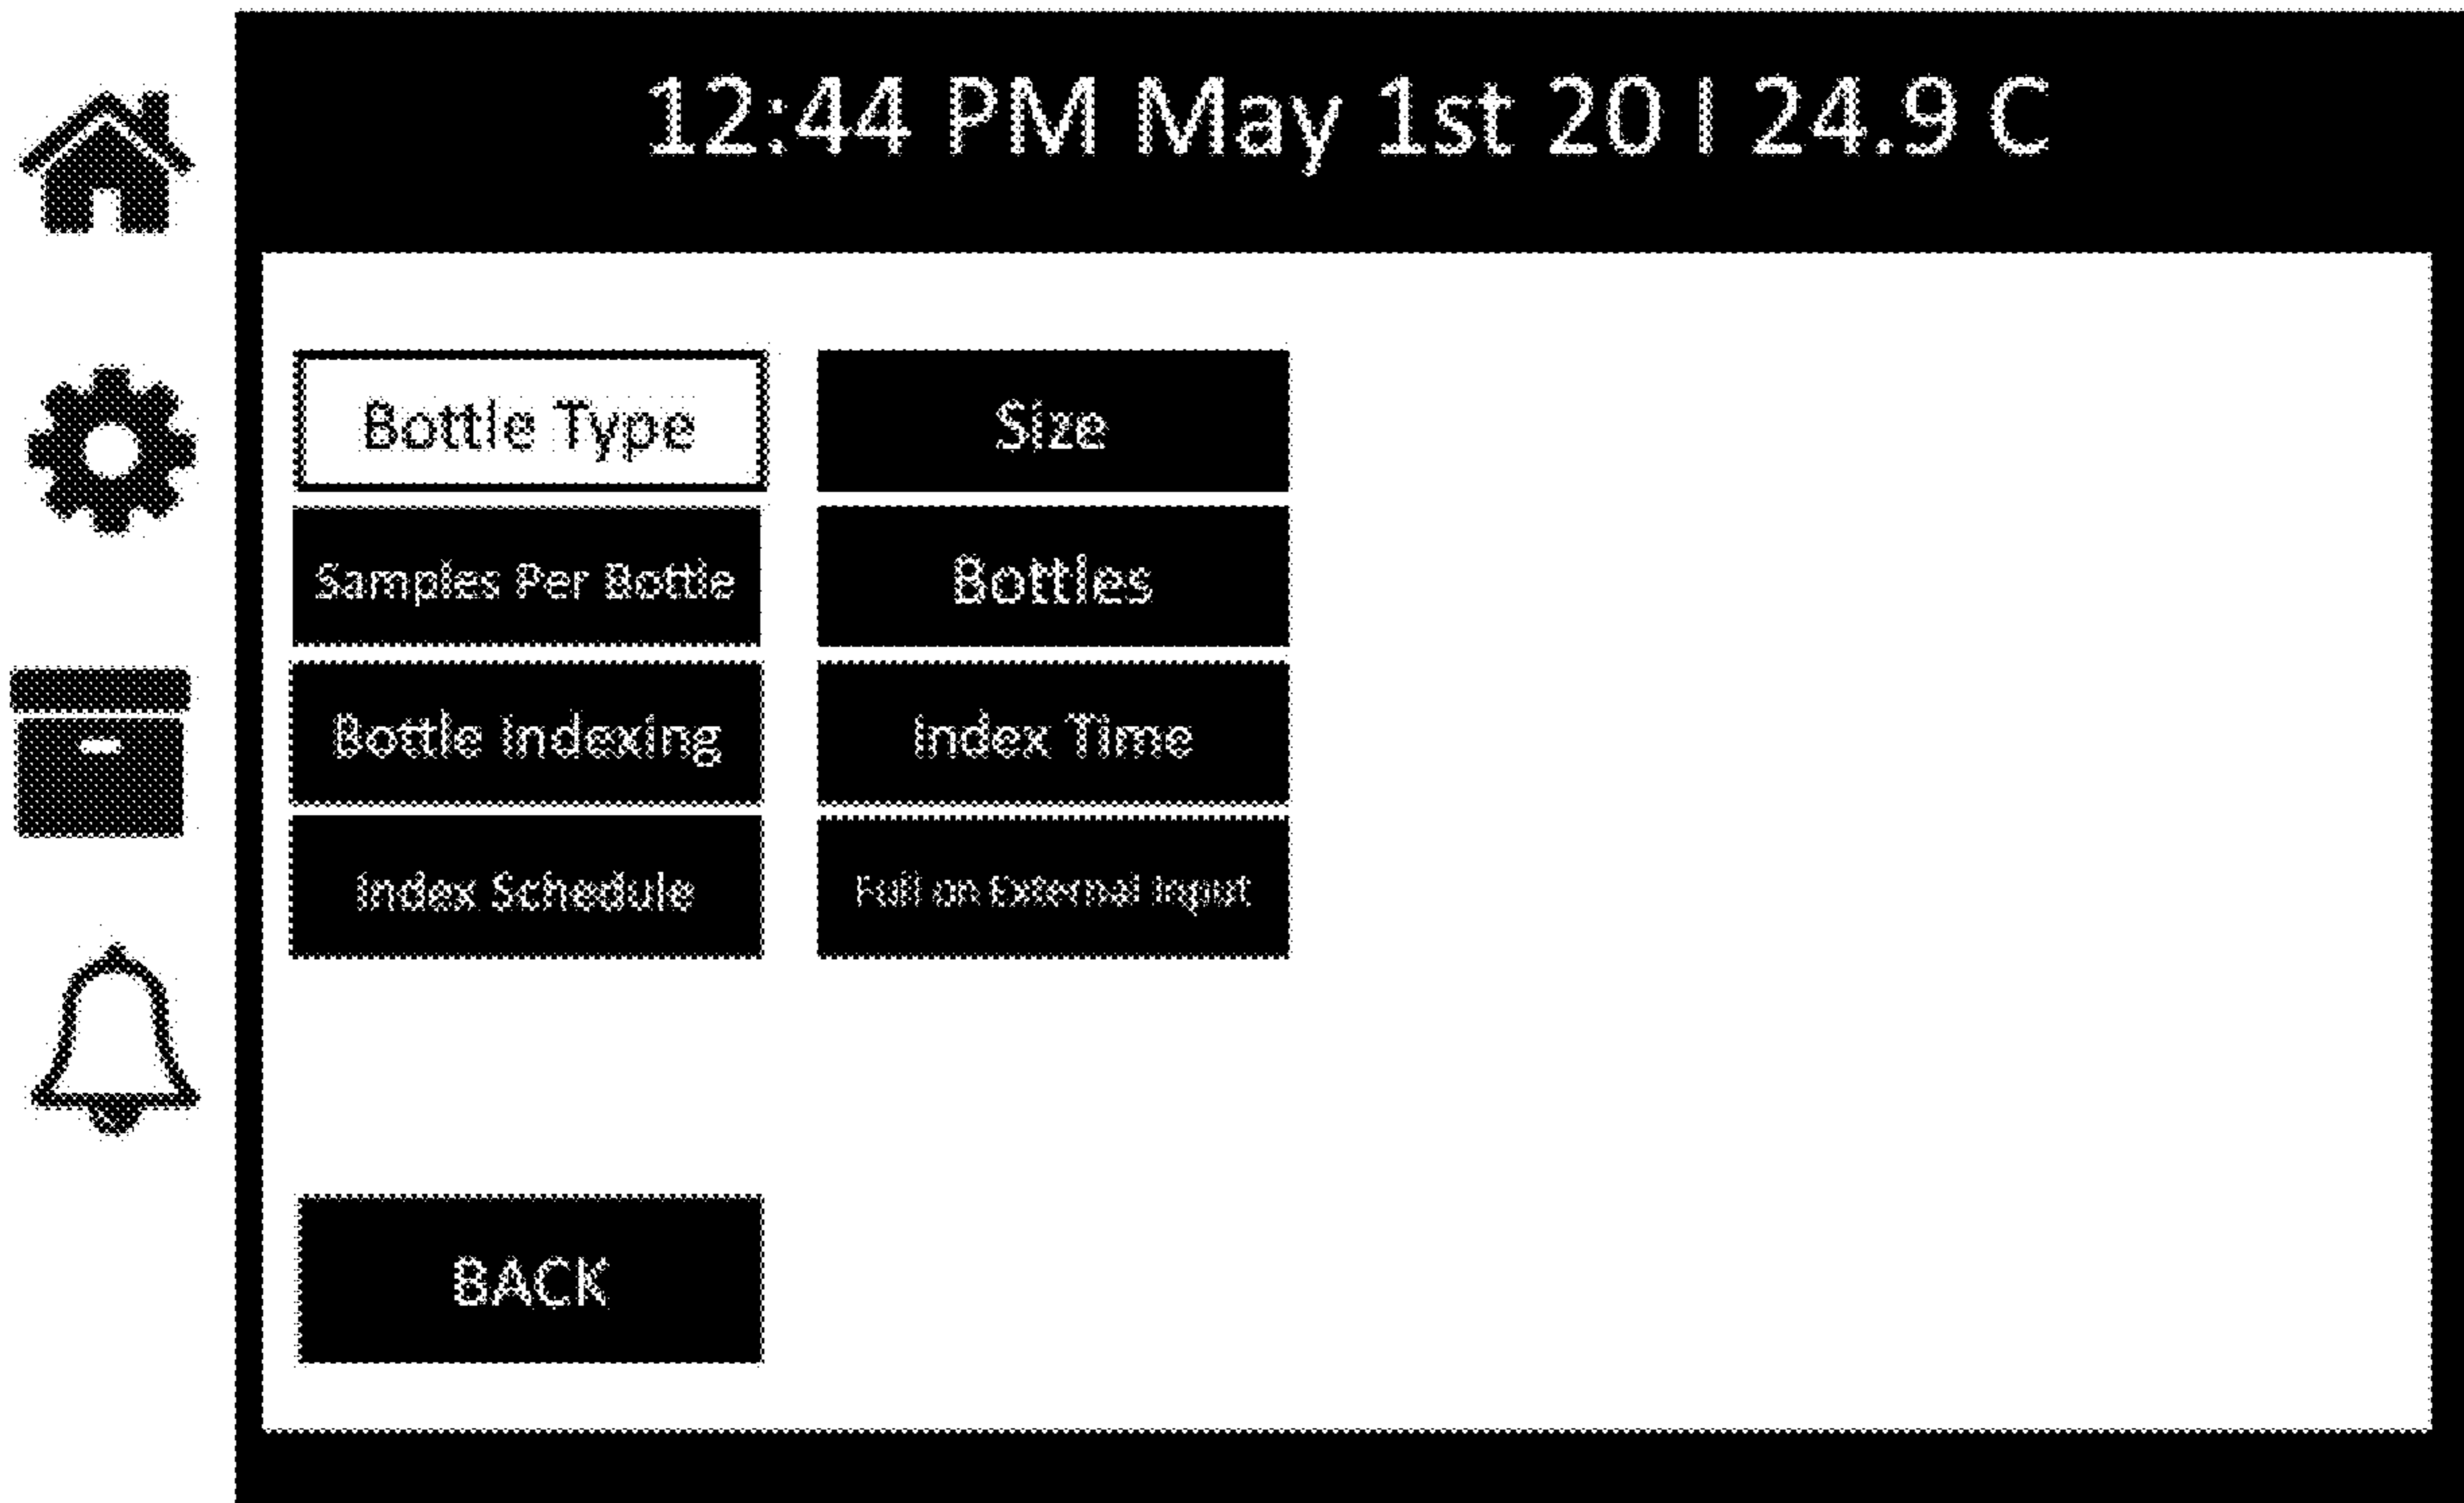 12:44 PM May 1st 20 | 24.9 C
Bottle Type
Size
Samples Per Bottle
Bottles
Bottle Indexing
Index Time
Index Schedule
Full on External Input
BACK